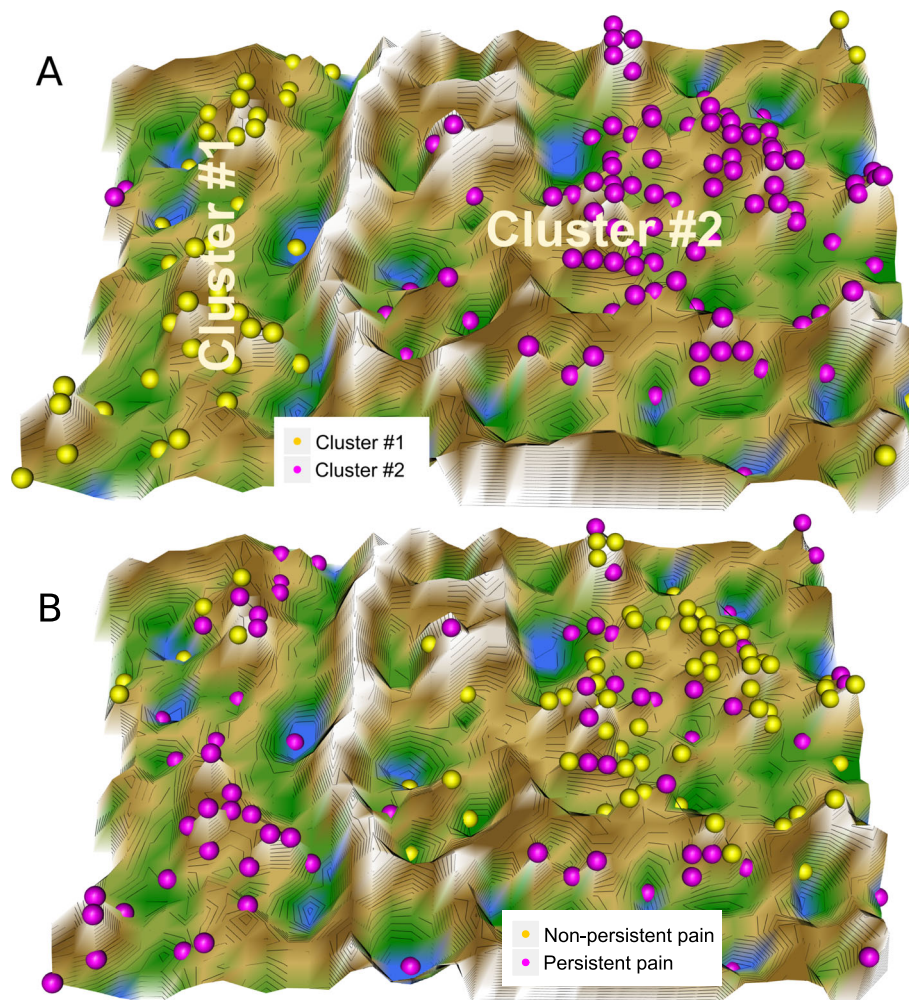 A
Cluster #1
Cluster #2
Cluster #1
Cluster #2
B
Non-persistent pain
Persistent pain